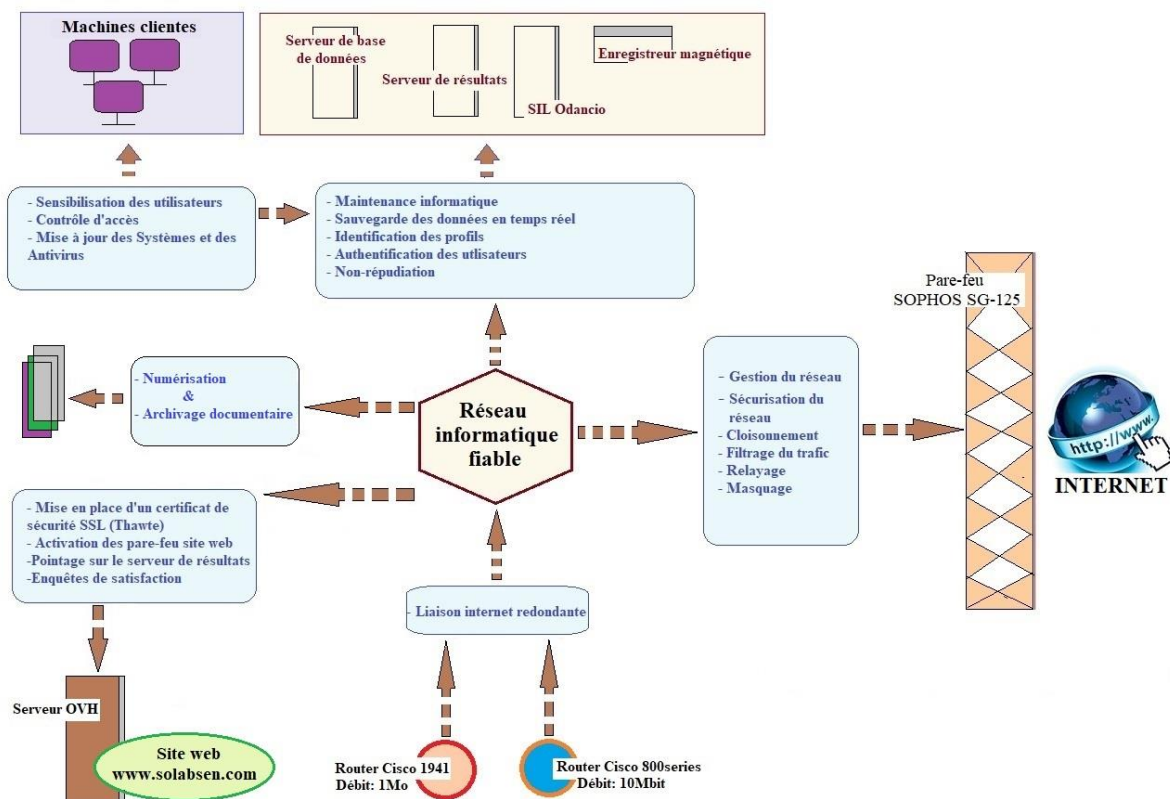 Machines clientes
Serveur de base
de données
Serveur de résultats
SIL Odancio
Enregistreur magnétique
- Sensibilisation des utilisateurs
- Contrôle d'accès
- Mise à jour des Systèmes et des
Antivirus
- Maintenance informatique
- Sauvegarde des données en temps réel
- Identification des profils
- Authentification des utlisateurs
- Non-répudiation
Pare-feu
SOPHOS SG-125
- Numérisation
&
- Archivage documentaire
Réseau
informatique
fiable
- Gestion du réseau
- Sécurisation du
réseau
- Cloisonnement
- Filtrage du trafic
- Relayage
- Masquage
http://www.
INTERNET
- Mise en place d'un certificat de
sécurité SSL (Thawte)
- Activation des pare-feu site web
-Pointage sur le serveur de résultats
-Enquêtes de satisfaction
- Liaison internet redondante
Serveur OVH
Site web
www.solabsen.com
Router Cisco 1941
Débit: 1Mo
Router Cisco 800series
Débit: 10Mbit